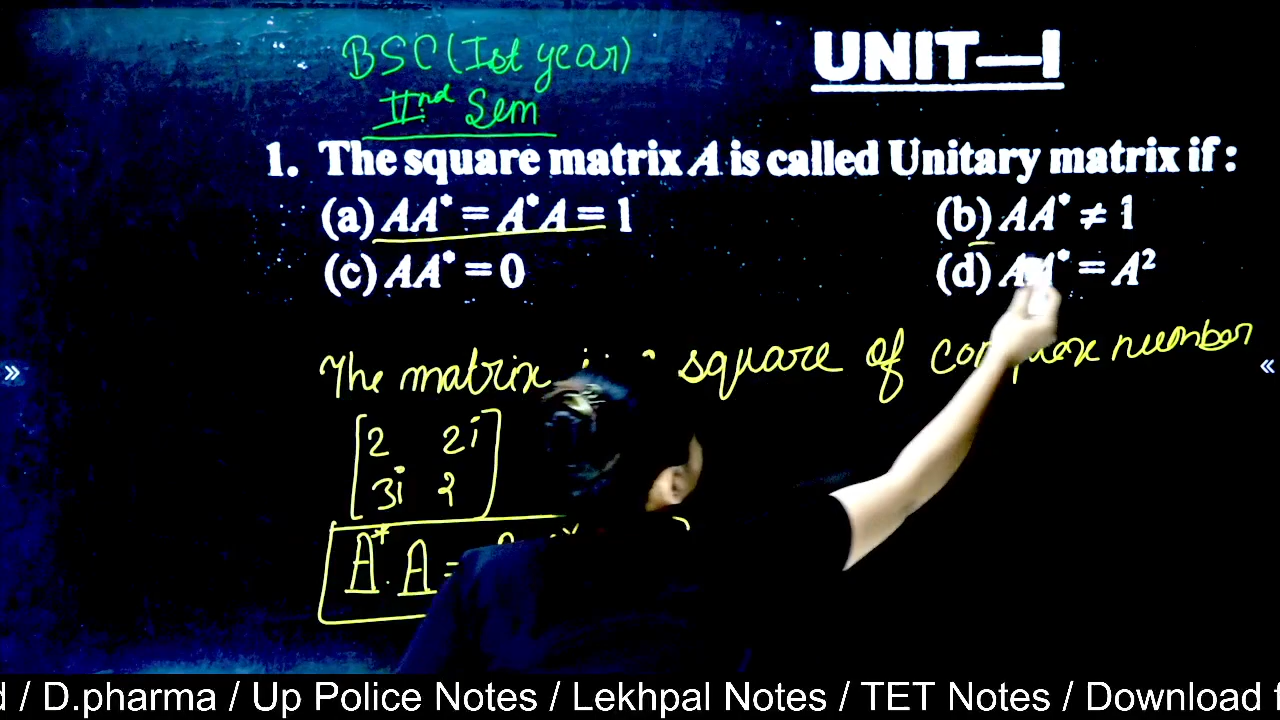 BSC (Ist year)
IInd Sem
UNIT—I
1. The square matrix A is called Unitary matrix if :
(a) AA* = A*A = 1
(b) AA* ≠ 1
(c) AA* = 0
(d) AA* = A²
The matrix square of complex number
[2 2i
3i 2]
A*. A =
/ D.pharma / Up Police Notes / Lekhpal Notes / TET Notes / Download